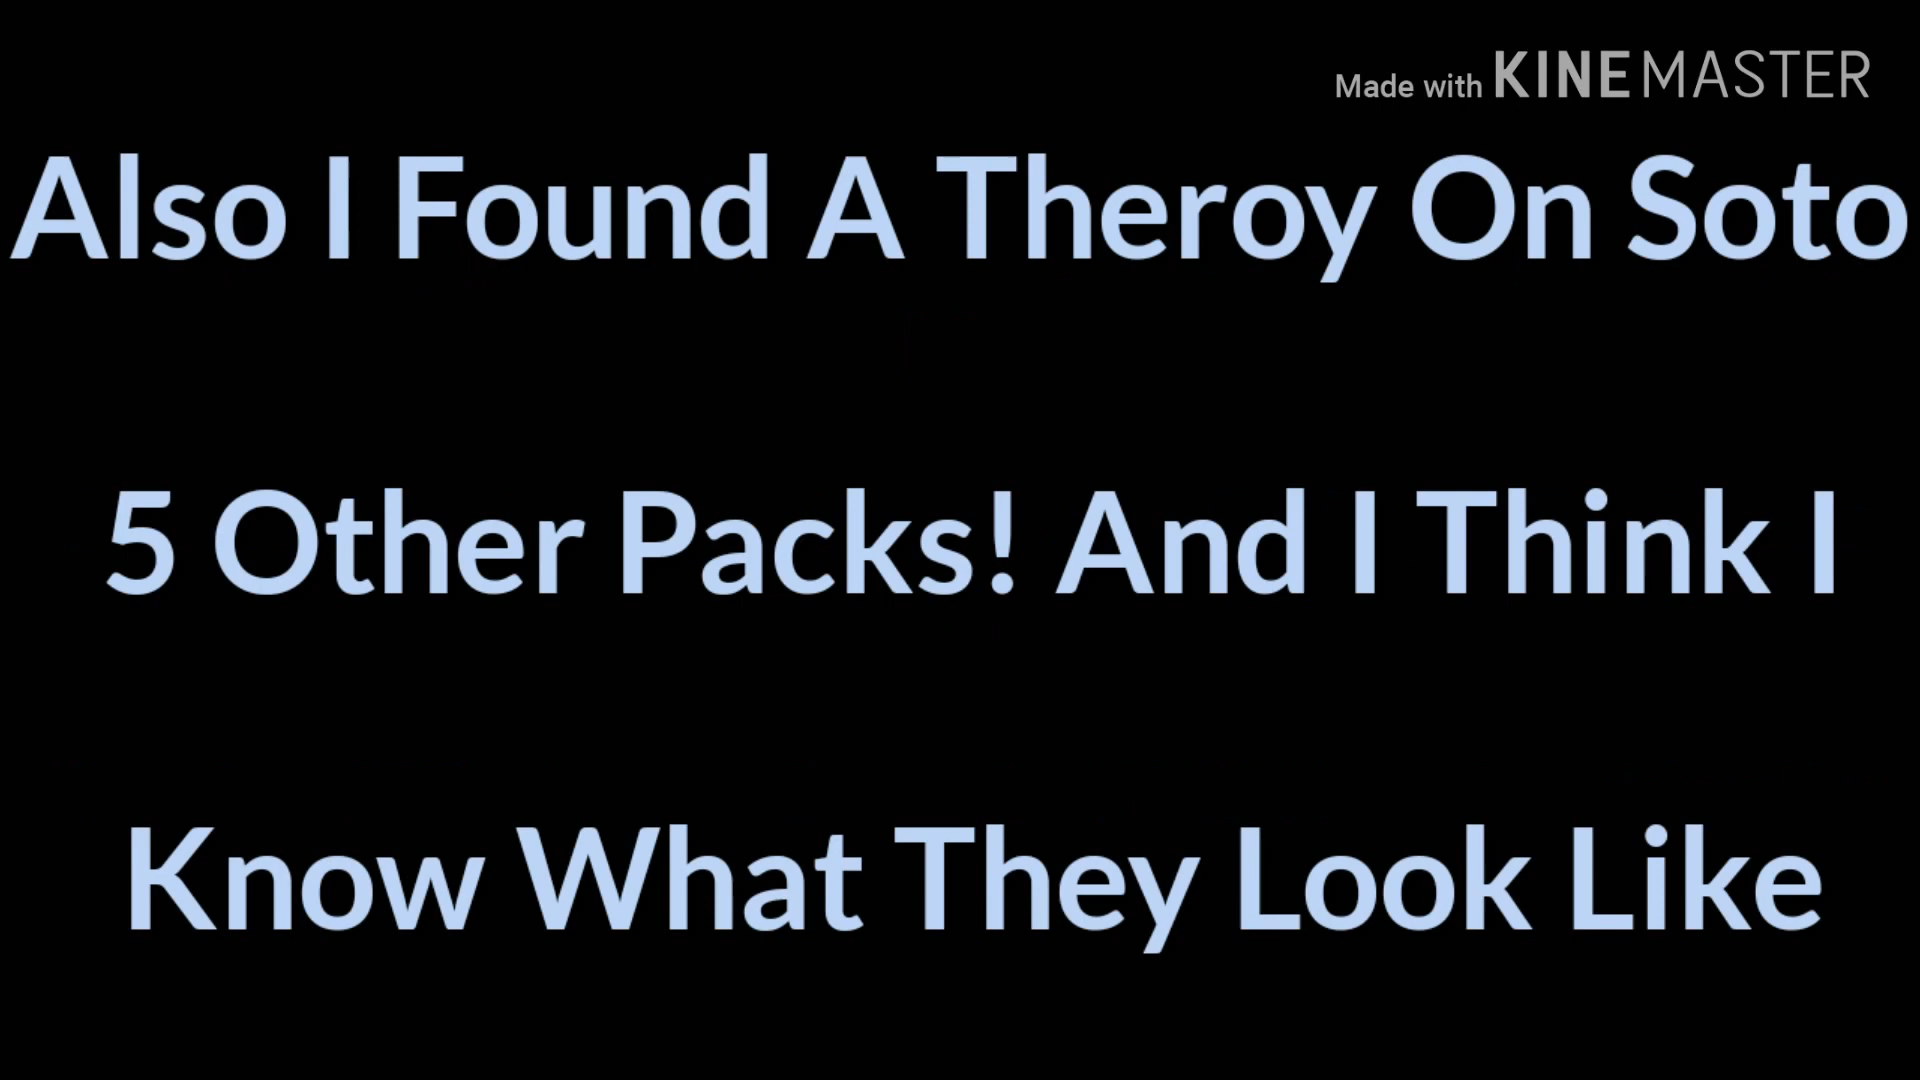 Made with KINEMASTER
Also I Found A Theroy On Soto
5 Other Packs! And I Think I
Know What They Look Like